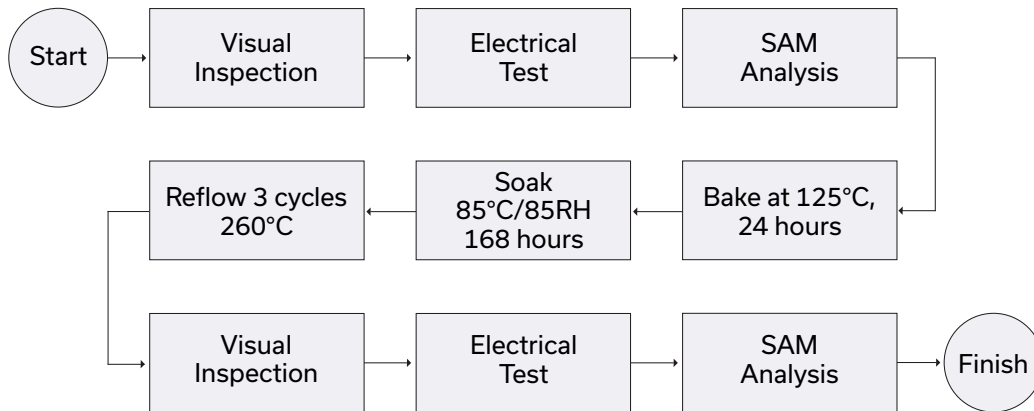 Start
Visual
Inspection
Electrical
Test
SAM
Analysis
Bake at 125°C,
24 hours
Soak
85°C/85RH
168 hours
Reflow 3 cycles
260°C
Visual
Inspection
Electrical
Test
SAM
Analysis
Finish